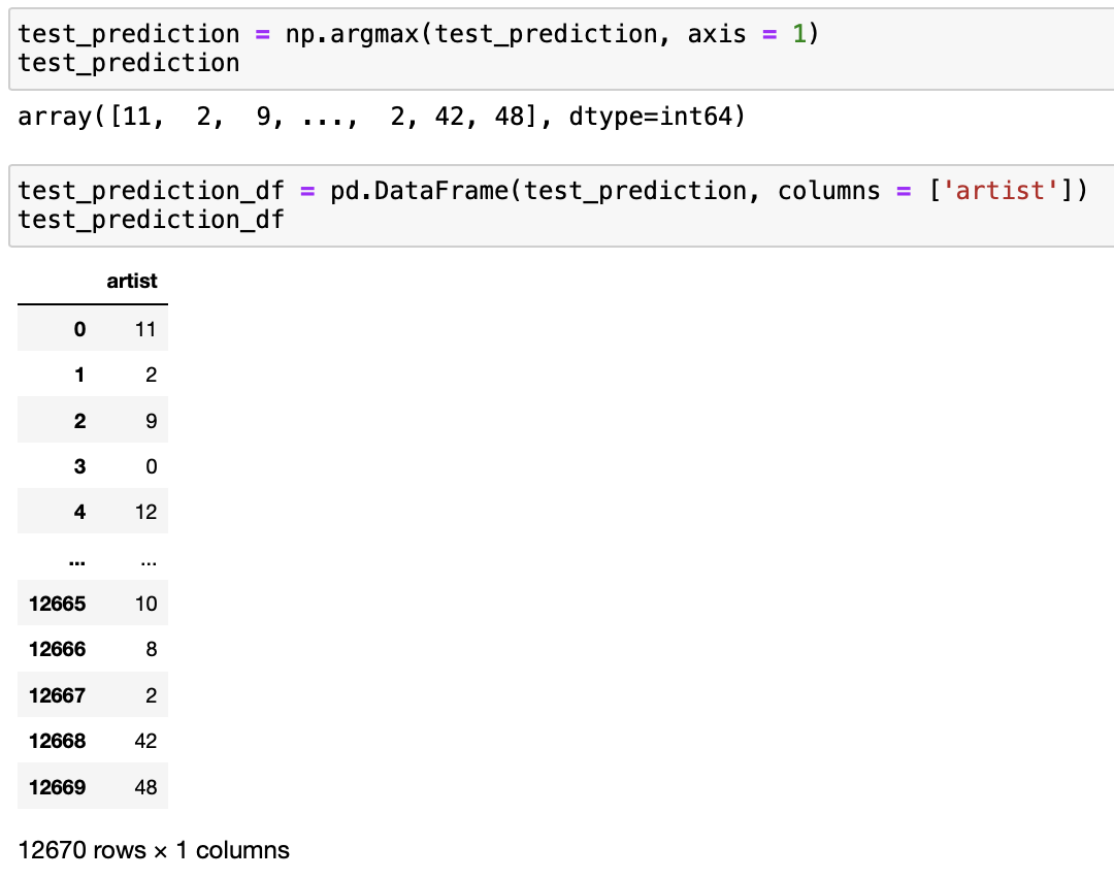 test_prediction = np.argmax(test_prediction, axis = 1)
test_prediction
array([11,  2,  9, ...,  2, 42, 48], dtype=int64)
test_prediction_df = pd.DataFrame(test_prediction, columns = ['artist'])
test_prediction_df
artist
0 11
1 2
2 9
3 0
4 12
... ...
12665 10
12666 8
12667 2
12668 42
12669 48
12670 rows × 1 columns